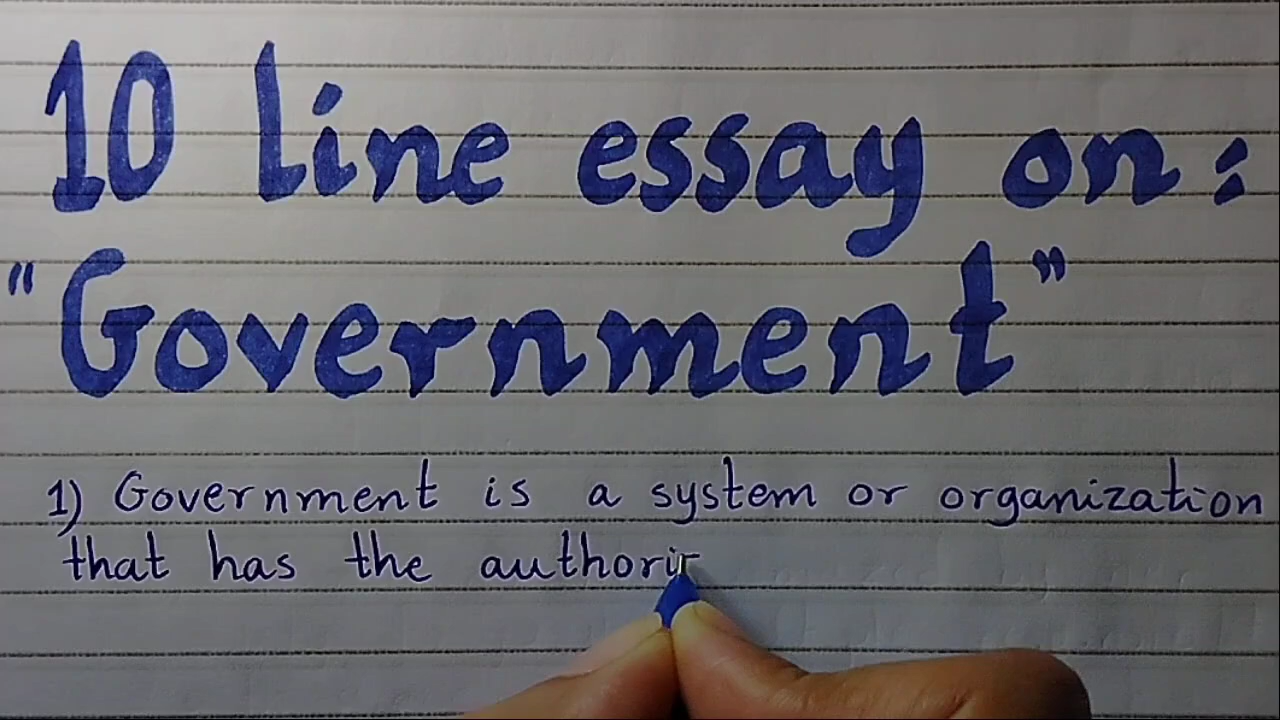 10 line essay on:
"Government"
1) Government is a system or organization
that has the authori